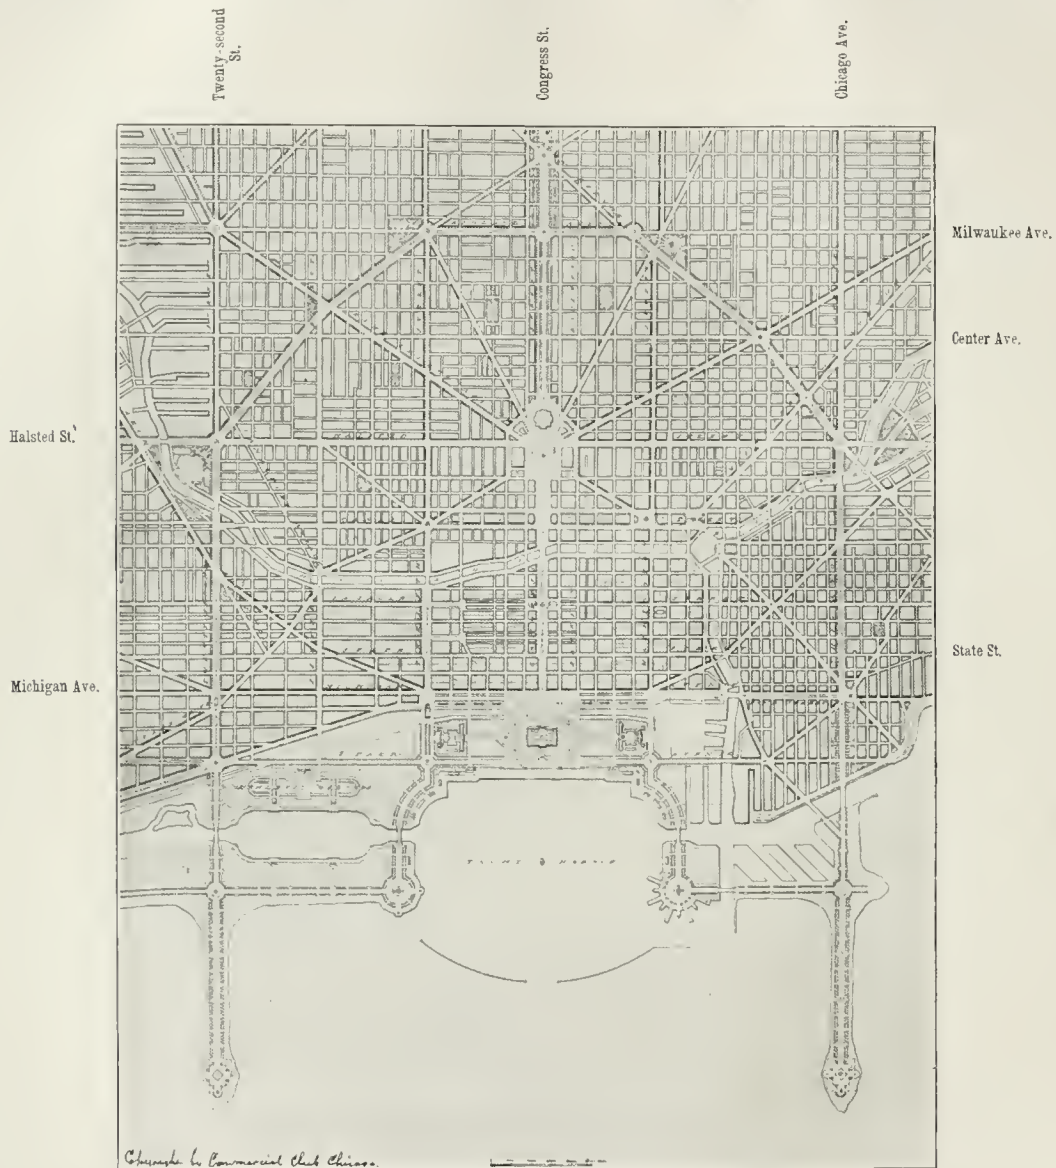 Twenty-second
St.
Congress St.
Chicago Ave.
Milwaukee Ave.
Center Ave.
Halsted St.
State St.
Michigan Ave.
Copyright by Commercial Club Chicago.